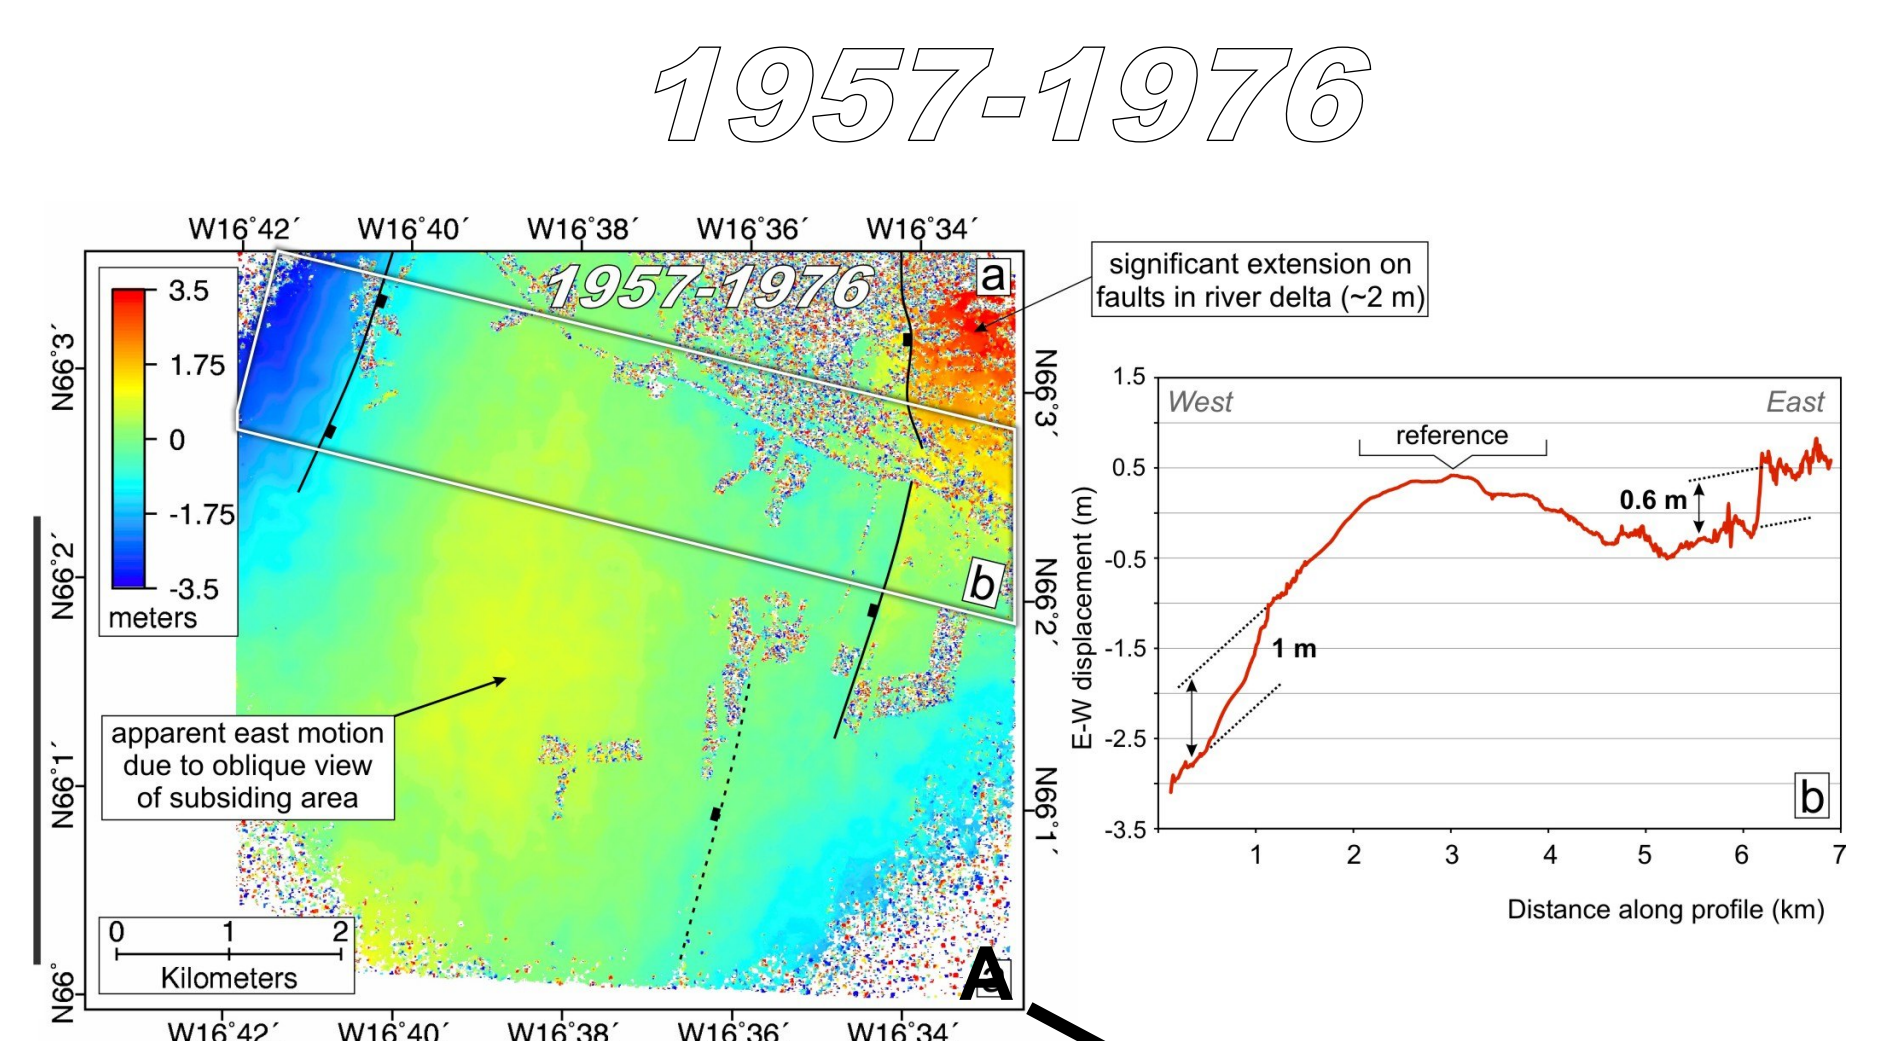 1957-1976
W16°42´ W16°40´ W16°38´ W16°36´ W16°34´
1957-1976
a
significant extension on
faults in river delta (~2 m)
3.5
1.75
0
-1.75
-3.5
meters
N66°3´
N66°2´
N66°1´
N66°
N66°3´
N66°2´
N66°1´
b
apparent east motion
due to oblique view
of subsiding area
0 1 2
Kilometers
A
W16°42´ W16°40´ W16°38´ W16°36´ W16°34´
West East
reference
0.6 m
1 m
b
1.5
0.5
-0.5
-1.5
-2.5
-3.5
E-W displacement (m)
1 2 3 4 5 6 7
Distance along profile (km)